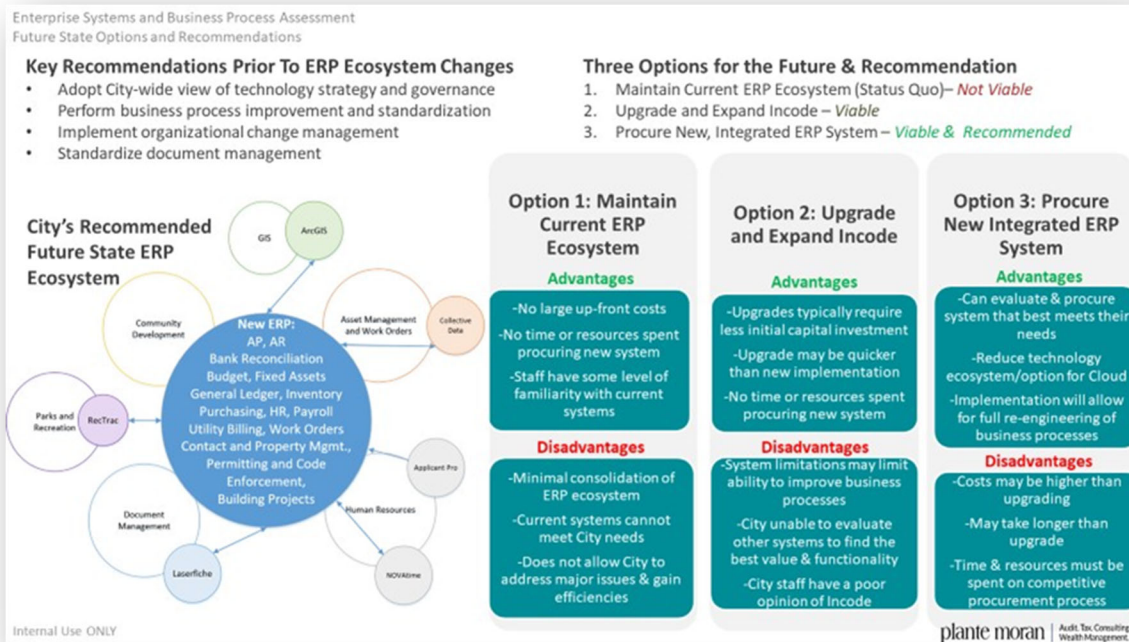 Enterprise Systems and Business Process Assessment
Future State Options and Recommendations
Key Recommendations Prior To ERP Ecosystem Changes
• Adopt City-wide view of technology strategy and governance
• Perform business process improvement and standardization
• Implement organizational change management
• Standardize document management
Three Options for the Future & Recommendation
1. Maintain Current ERP Ecosystem (Status Quo)– Not Viable
2. Upgrade and Expand Incode – Viable
3. Procure New, Integrated ERP System – Viable & Recommended
City's Recommended
Future State ERP
Ecosystem
GIS
ArcGIS
Community
Development
Asset Management
and Work Orders
Collective
Data
Parks and
Recreation
RecTrac
New ERP:
AP, AR
Bank Reconciliation
Budget, Fixed Assets
General Ledger, Inventory
Purchasing, HR, Payroll
Utility Billing, Work Orders
Contact and Property Mgmt.,
Permitting and Code
Enforcement,
Building Projects
Applicant Pro
Human Resources
NOVAtime
Document
Management
Laserfiche
Option 1: Maintain
Current ERP
Ecosystem
Advantages
-No large up-front costs
-No time or resources spent
procuring new system
-Staff have some level of
familiarity with current
systems
Disadvantages
-Minimal consolidation of
ERP ecosystem
-Current systems cannot
meet City needs
-Does not allow City to
address major issues & gain
efficiencies
Option 2: Upgrade
and Expand Incode
Advantages
-Upgrades typically require
less initial capital investment
-Upgrade may be quicker
than new implementation
-No time or resources spent
procuring new system
Disadvantages
-System limitations may limit
ability to improve business
processes
-City unable to evaluate
other systems to find the
best value & functionality
-City staff have a poor
opinion of Incode
Option 3: Procure
New Integrated ERP
System
Advantages
-Can evaluate & procure
system that best meets their
needs
-Reduce technology
ecosystem/option for Cloud
-Implementation will allow
for full re-engineering of
business processes
Disadvantages
-Costs may be higher than
upgrading
-May take longer than
upgrade
-Time & resources must be
spent on competitive
procurement process
Internal Use ONLY
plante moran
Audit. Tax. Consulting.
Wealth Management.